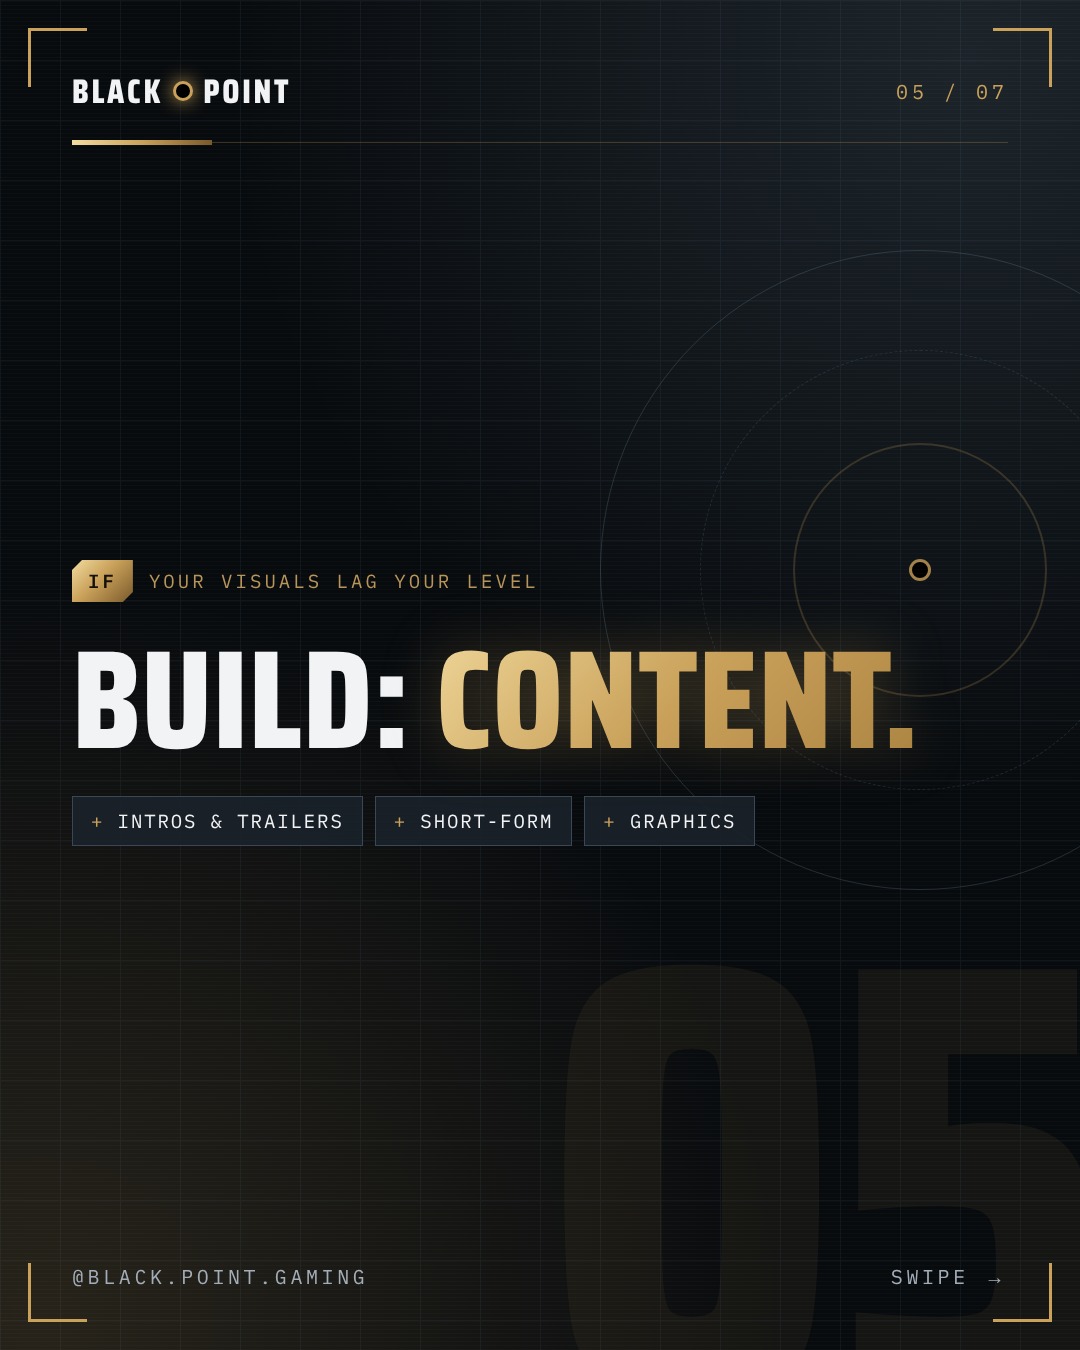 BLACK POINT
05 / 07
IF YOUR VISUALS LAG YOUR LEVEL
BUILD: CONTENT.
+ INTROS & TRAILERS + SHORT-FORM + GRAPHICS
05
@BLACK.POINT.GAMING
SWIPE →